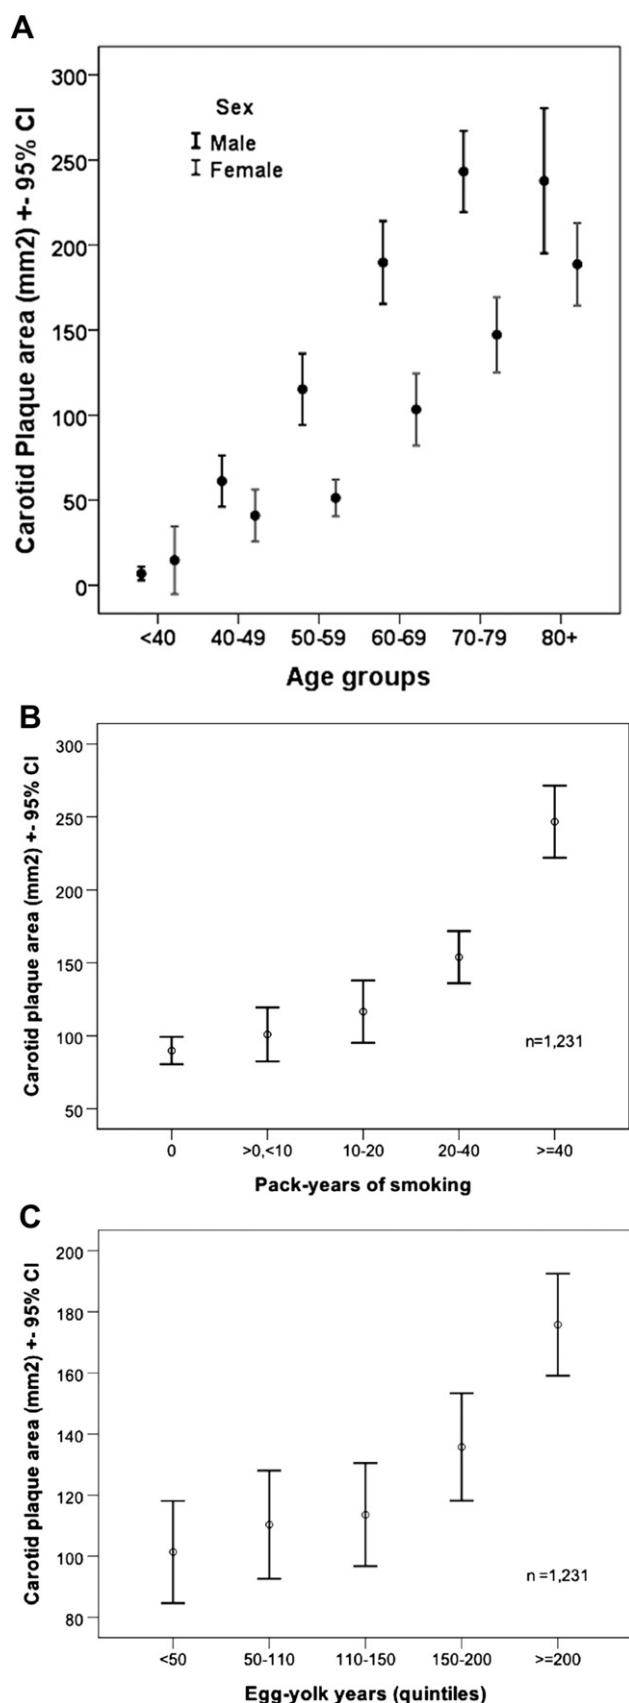 A
Carotid Plaque area (mm2) +- 95% CI
300
250
200
150
100
50
0
Sex
Male
Female
<40 40-49 50-59 60-69 70-79 80+
Age groups
B
Carotid plaque area (mm2) +- 95% CI
300
250
200
150
100
50
n=1,231
0 >0,<10 10-20 20-40 >=40
Pack-years of smoking
C
Carotid plaque area (mm2) +- 95% CI
200
180
160
140
120
100
80
n =1,231
<50 50-110 110-150 150-200 >=200
Egg-yolk years (quintiles)